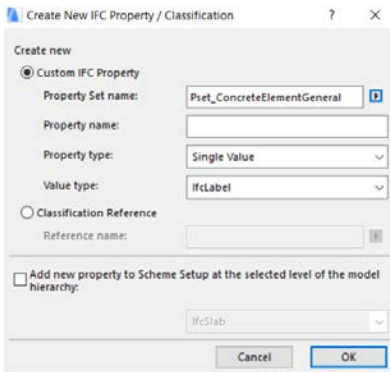 Create New IFC Property / Classification
Create new
Custom IFC Property
Property Set name: Pset_ConcreteElementGeneral
Property name:
Property type: Single Value
Value type: IfcLabel
Classification Reference
Reference name:
Add new property to Scheme Setup at the selected level of the model
hierarchy:
IfcSlab
Cancel OK